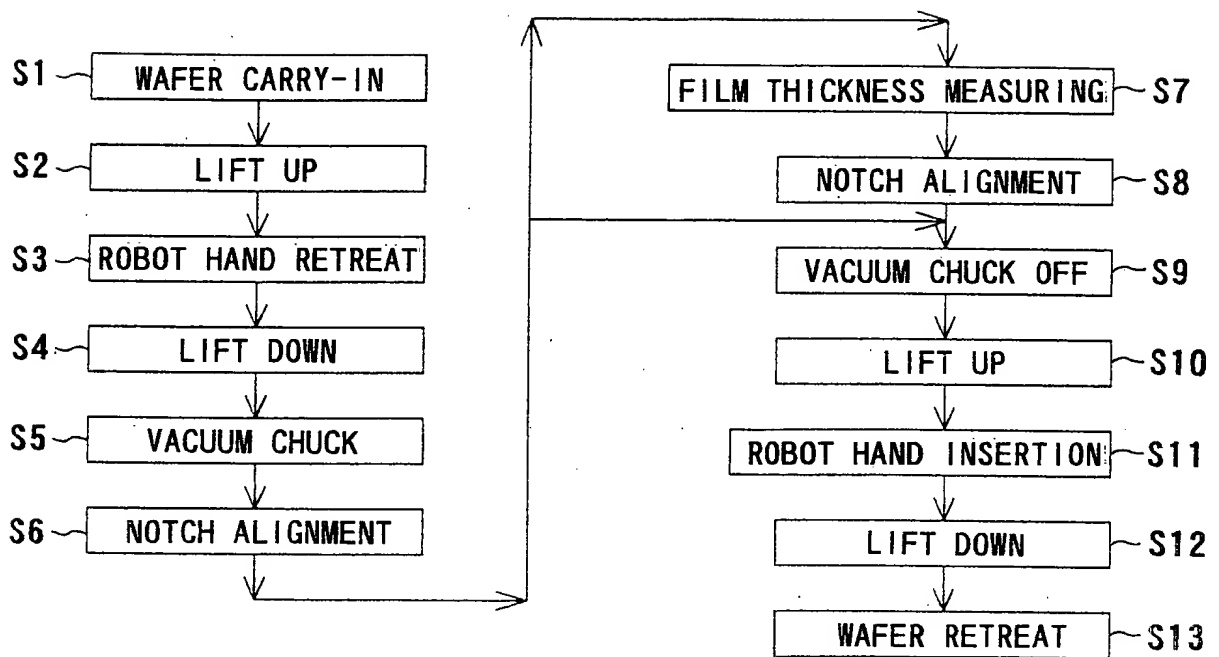 S1 WAFER CARRY-IN
S2 LIFT UP
S3 ROBOT HAND RETREAT
S4 LIFT DOWN
S5 VACUUM CHUCK
S6 NOTCH ALIGNMENT
FILM THICKNESS MEASURING S7
NOTCH ALIGNMENT S8
VACUUM CHUCK OFF S9
LIFT UP S10
ROBOT HAND INSERTION S11
LIFT DOWN S12
WAFER RETREAT S13